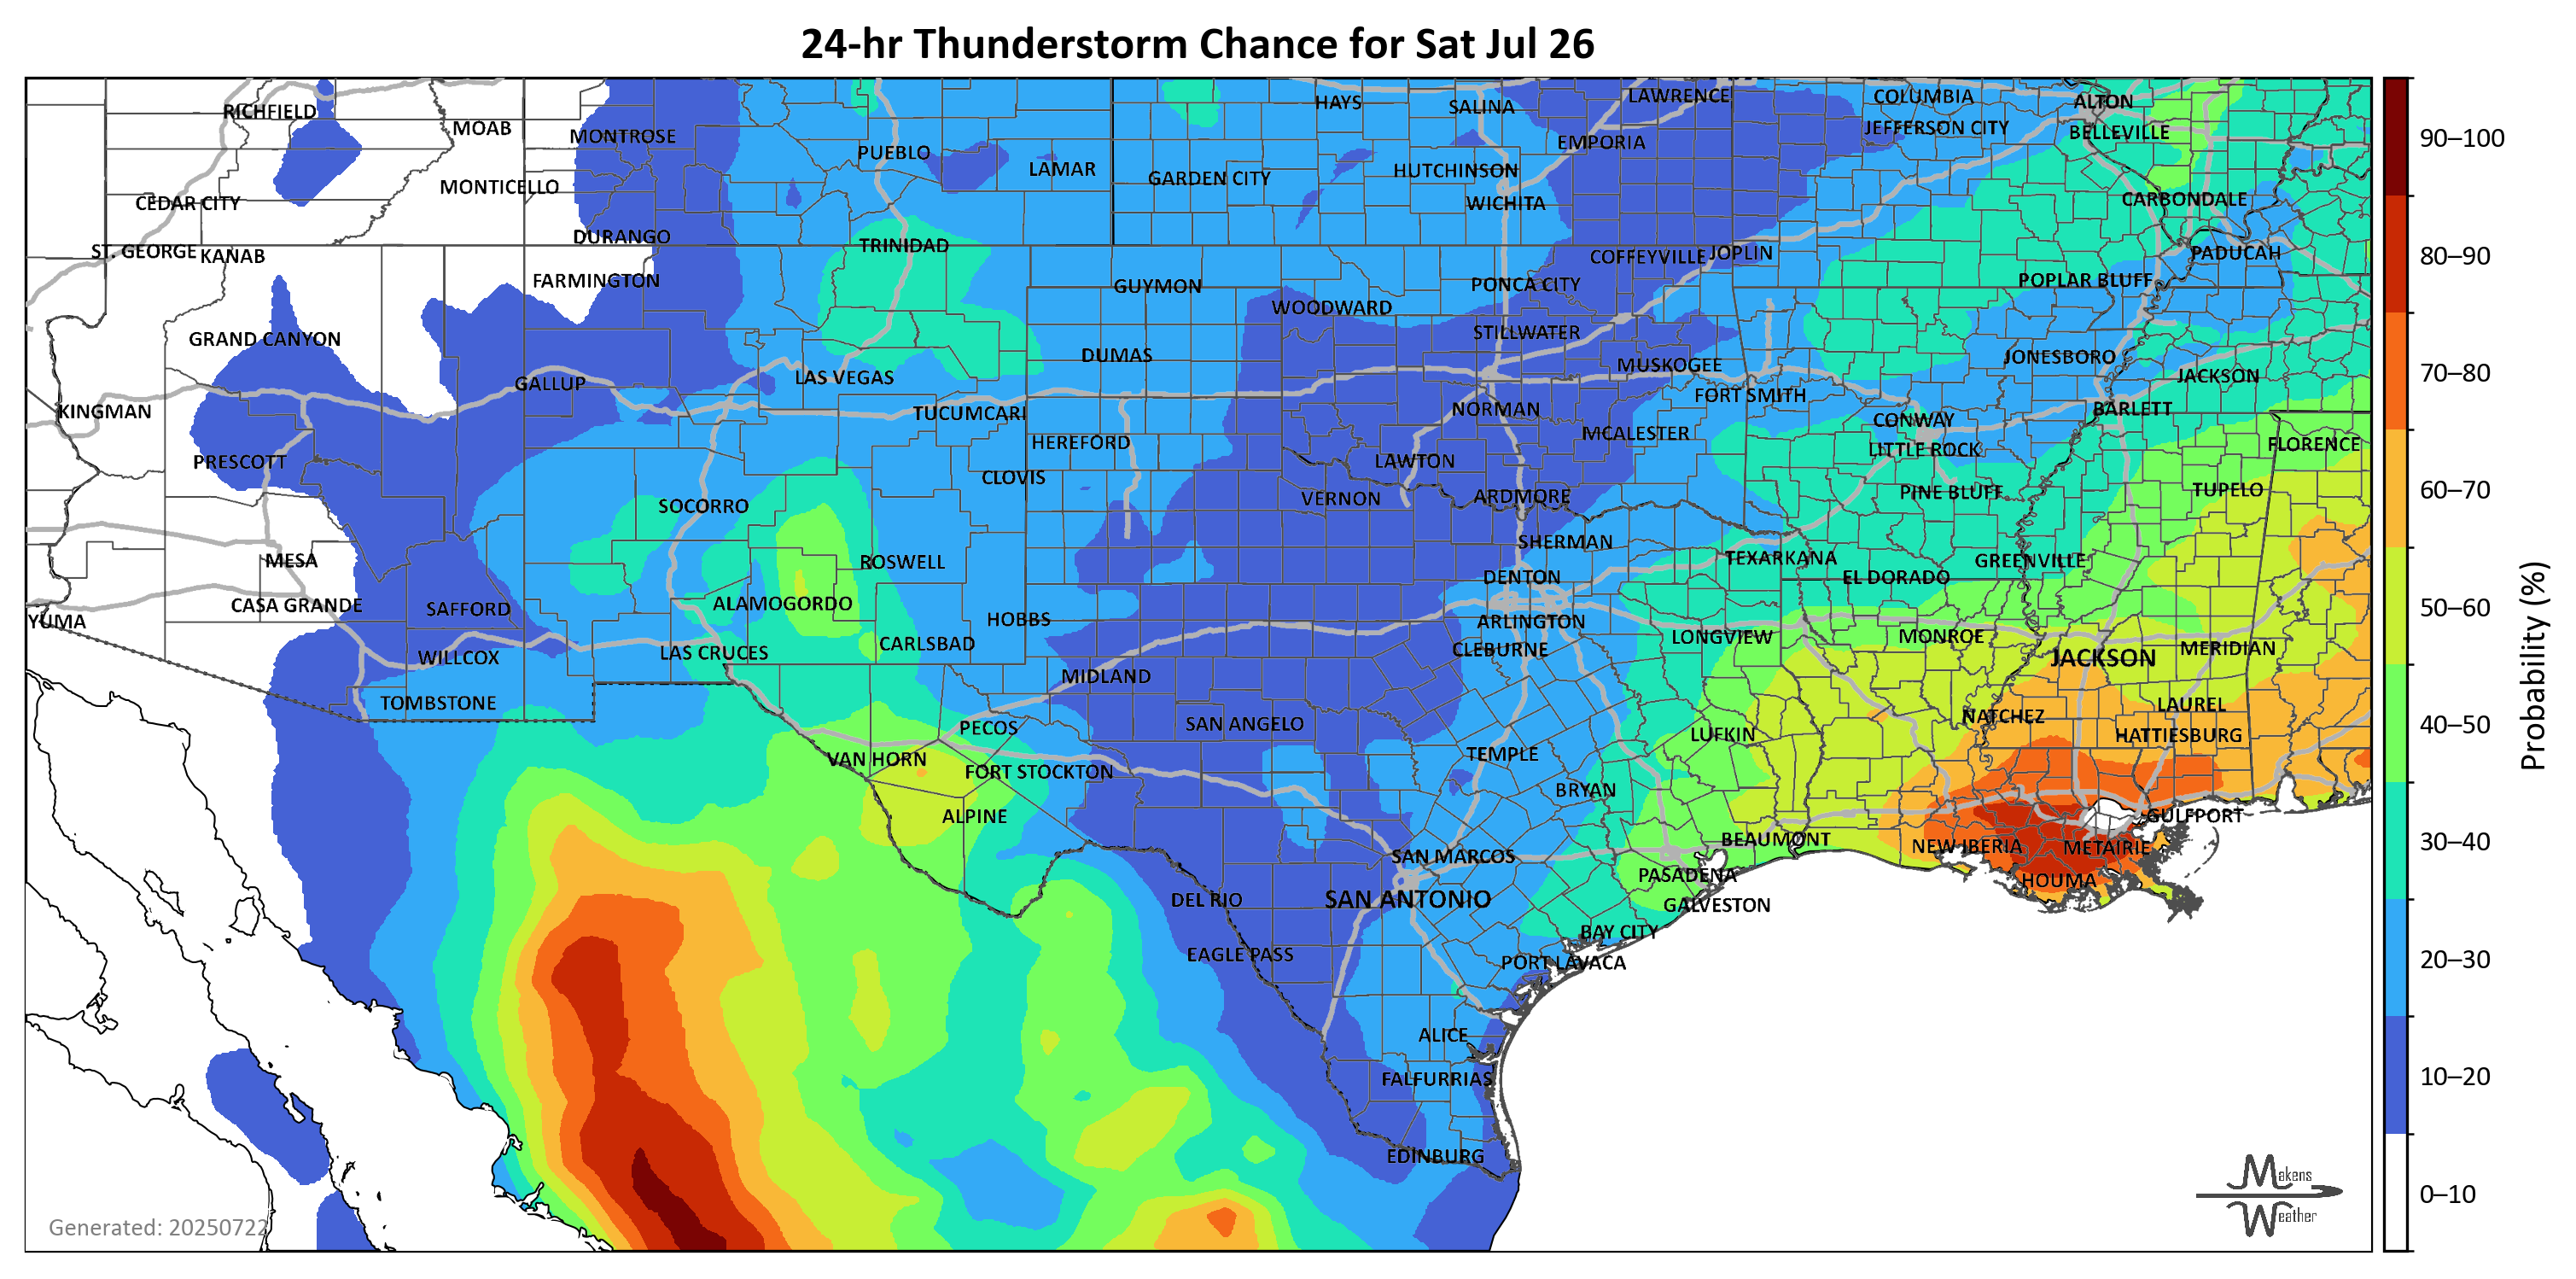 24-hr Thunderstorm Chance for Sat Jul 26
RICHFIELD
MOAB
MONTROSE
PUEBLO
LAMAR
HAYS
SALINA
LAWRENCE
COLUMBIA
ALTON
EMPORIA
JEFFERSON CITY
BELLEVILLE
90–100
CEDAR CITY
MONTICELLO
GARDEN CITY
HUTCHINSON
WICHITA
CARBONDALE
ST. GEORGE
KANAB
DURANGO
TRINIDAD
COFFEYVILLE
JOPLIN
PADUCAH
80–90
FARMINGTON
GUYMON
WOODWARD
PONCA CITY
POPLAR BLUFF
GRAND CANYON
DUMAS
STILLWATER
MUSKOGEE
JONESBORO
JACKSON
70–80
KINGMAN
GALLUP
LAS VEGAS
TUCUMCARI
NORMAN
FORT SMITH
CONWAY
BARLETT
PRESCOTT
HEREFORD
CLOVIS
LAWTON
MCALESTER
LITTLE ROCK
FLORENCE
SOCORRO
VERNON
ARDMORE
PINE BLUFF
TUPELO
60–70
MESA
ROSWELL
SHERMAN
TEXARKANA
GREENVILLE
YUMA
CASA GRANDE
SAFFORD
ALAMOGORDO
HOBBS
DENTON
ARLINGTON
EL DORADO
50–60
WILLCOX
LAS CRUCES
CARLSBAD
CLEBURNE
LONGVIEW
MONROE
JACKSON
MERIDIAN
TOMBSTONE
MIDLAND
SAN ANGELO
NATCHEZ
LAUREL
Probability (%)
VAN HORN
PECOS
FORT STOCKTON
TEMPLE
LUFKIN
HATTIESBURG
40–50
ALPINE
BRYAN
BEAUMONT
NEW IBERIA
METAIRIE
GULFPORT
30–40
SAN MARCOS
DEL RIO
SAN ANTONIO
PASADENA
GALVESTON
HOUMA
EAGLE PASS
BAY CITY
PORT LAVACA
20–30
ALICE
FALFURRIAS
10–20
EDINBURG
Makens
Weather
0–10
Generated: 20250722